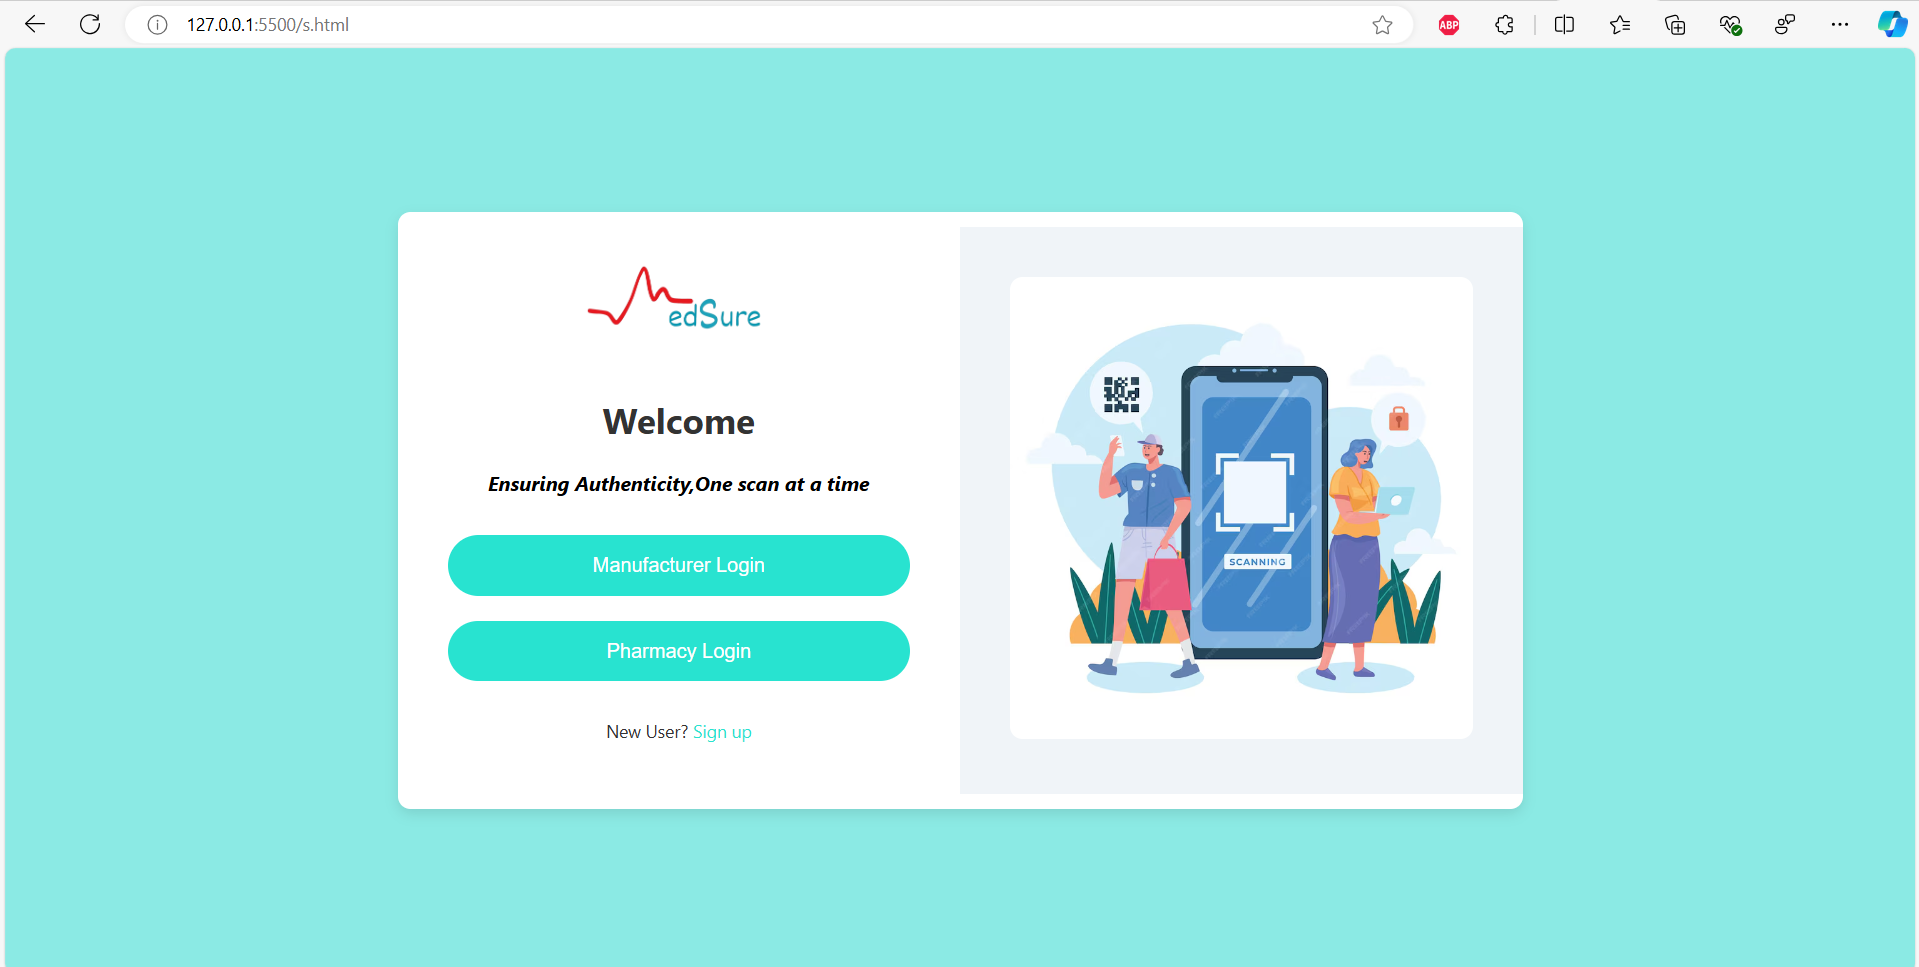 127.0.0.1:5500/s.html
ABP
MedSure
Welcome
Ensuring Authenticity,One scan at a time
Manufacturer Login
Pharmacy Login
New User? Sign up
SCANNING